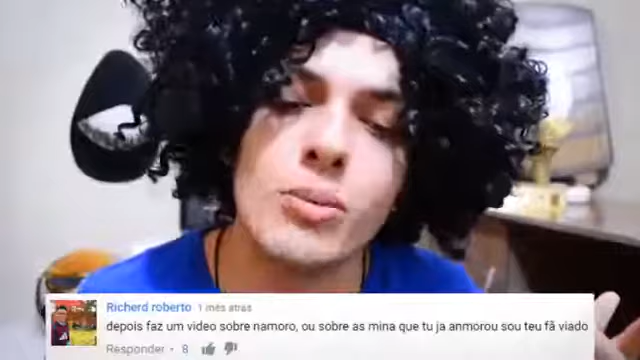 Richerd roberto 1 mês atrás
depois faz um video sobre namoro, ou sobre as mina que tu ja anmorou sou teu fã viado
Responder • 8